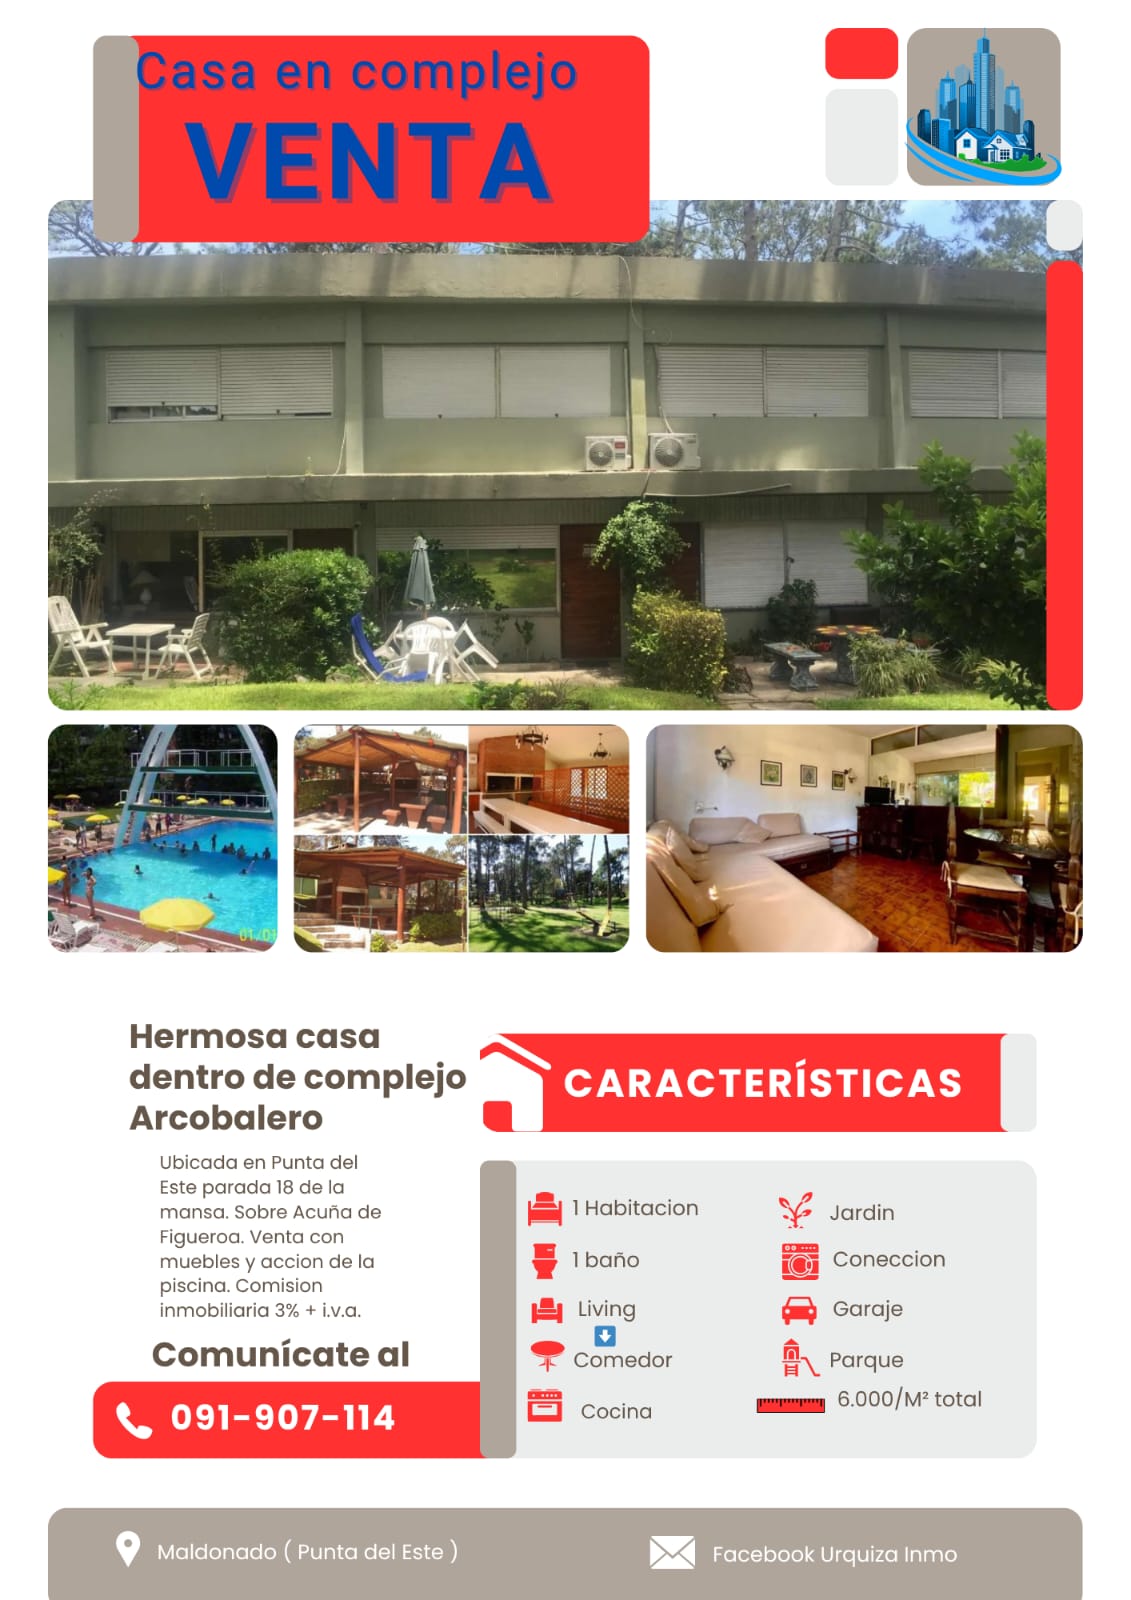 Casa en complejo
VENTA
01/01
Hermosa casa
dentro de complejo
Arcobalero
Ubicada en Punta del
Este parada 18 de la
mansa. Sobre Acuña de
Figueroa. Venta con
muebles y accion de la
piscina. Comision
inmobiliaria 3% + i.v.a.
Comunícate al
091-907-114
CARACTERÍSTICAS
1 Habitacion
1 baño
Living
Comedor
Cocina
Jardin
Coneccion
Garaje
Parque
6.000/M² total
Maldonado ( Punta del Este )
Facebook Urquiza Inmo